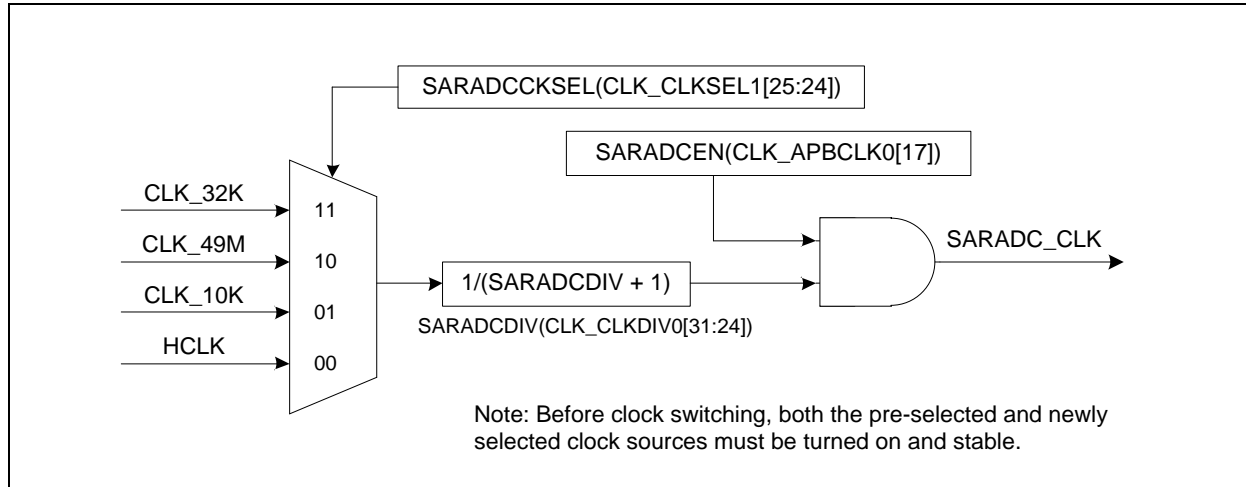 SARADCCKSEL(CLK_CLKSEL1[25:24])
SARADCEN(CLK_APBCLK0[17])
CLK_32K
11
CLK_49M
10
CLK_10K
01
HCLK
00
1/(SARADCDIV + 1)
SARADCDIV(CLK_CLKDIV0[31:24])
SARADC_CLK
Note: Before clock switching, both the pre-selected and newly
selected clock sources must be turned on and stable.